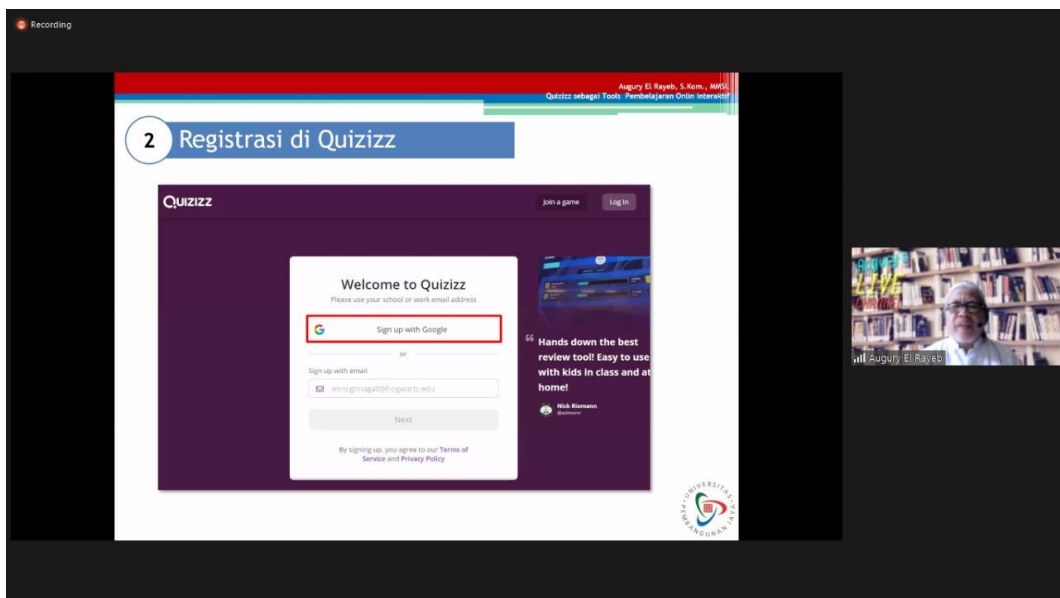 Recording
Augury El Rayeb, S.Kom., MMSI.
Quizizz sebagai Tools Pembelajaran Onlin Interaktif
2 Registrasi di Quizizz
QUIZIZZ
Join a game
Log In
Welcome to Quizizz
Please use your school or work email address
Sign up with Google
or
Sign up with email
mmcgonagall@hogwarts.edu
Next
By signing up, you agree to our Terms of
Service and Privacy Policy
“ Hands down the best
review tool! Easy to use
with kids in class and at
home!
Nick Riemann
LIVE
Augury El Rayeb
UNIVERSITAS
PEMBANGUNAN JAYA